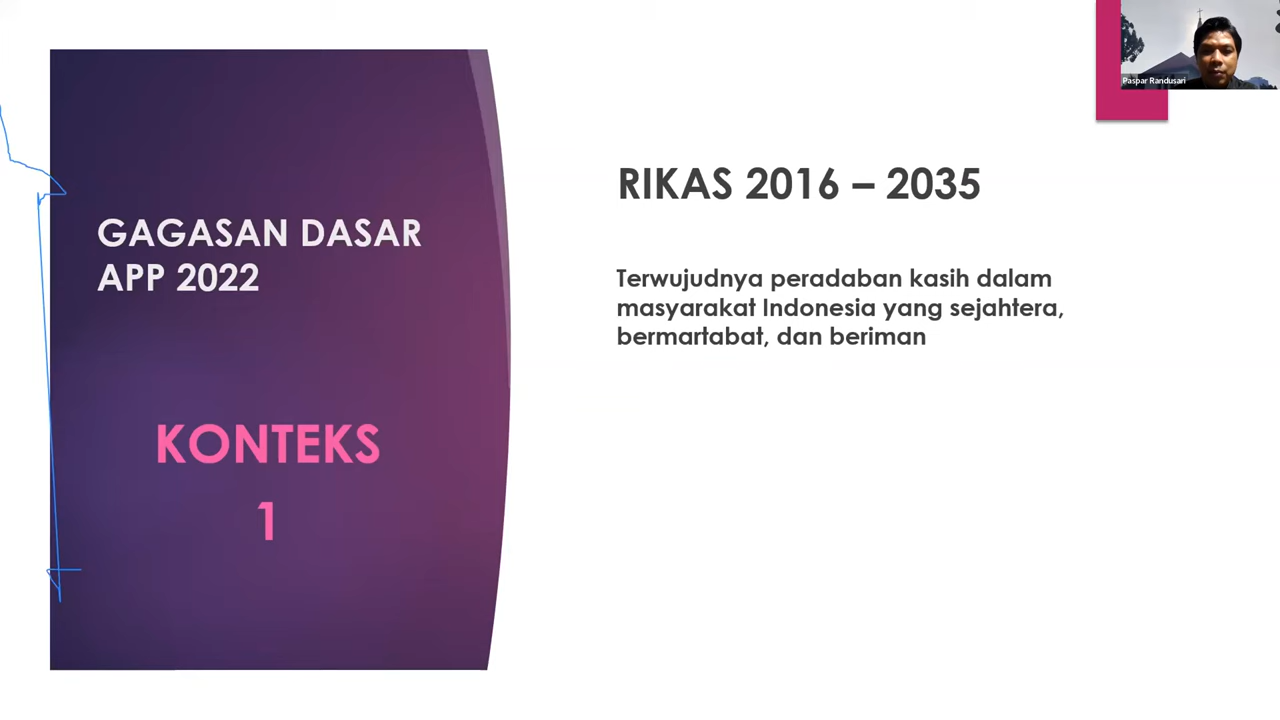 GAGASAN DASAR
APP 2022
KONTEKS
1
RIKAS 2016 – 2035
Terwujudnya peradaban kasih dalam
masyarakat Indonesia yang sejahtera,
bermartabat, dan beriman
Paspar Randusari